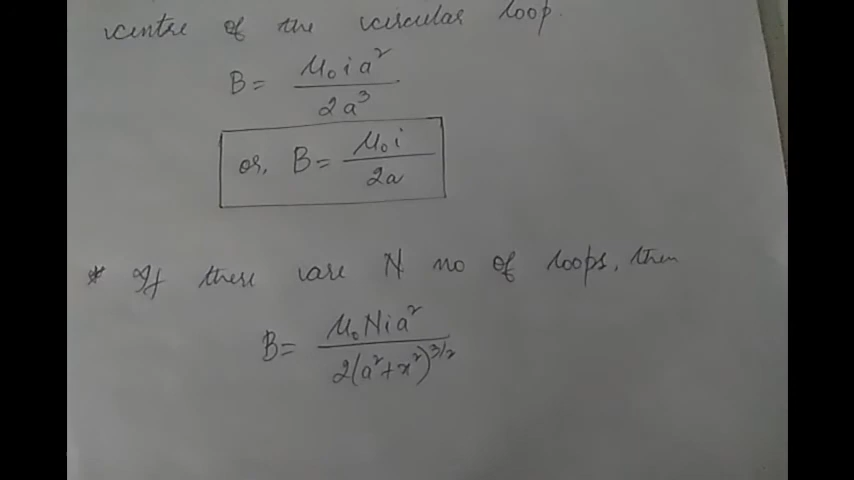 centre of the circular loop.
B = μ₀ i a² / 2a³
or, B = μ₀ i / 2a
* If there are N no of loops, then
B = μ₀ N i a² / 2(a² + x²)^3/2